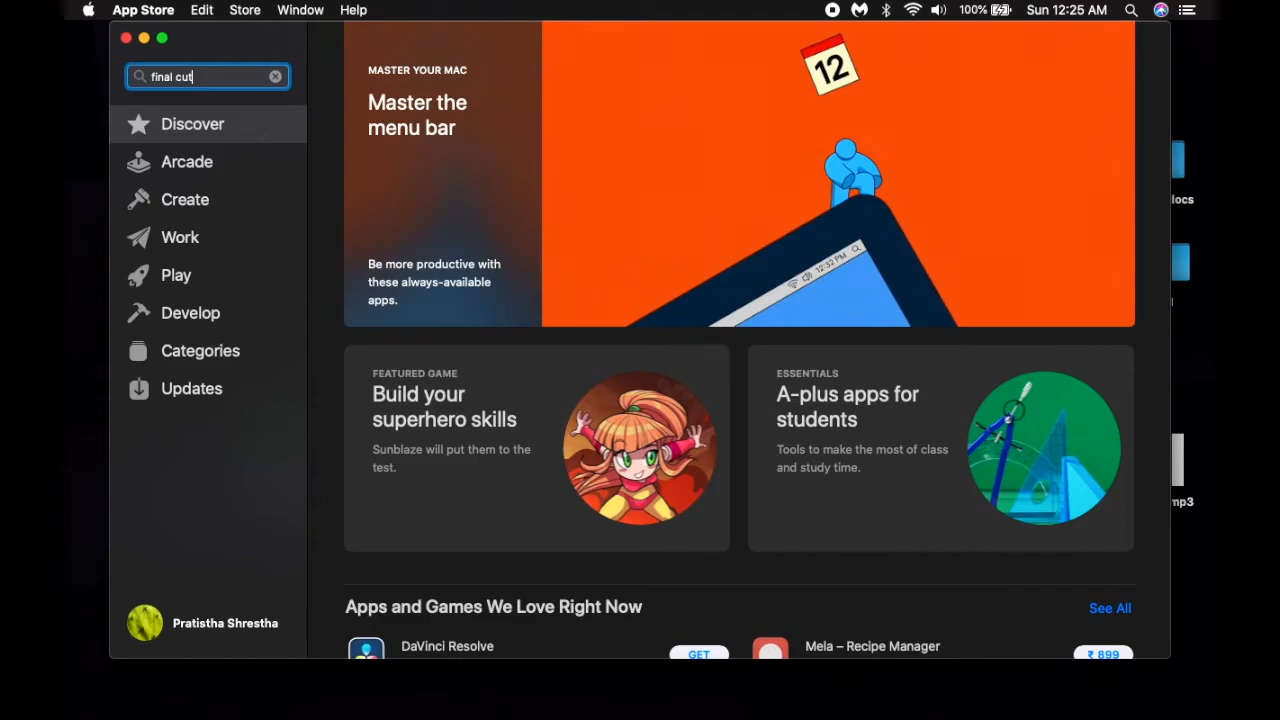 App Store Edit Store Window Help 100% Sun 12:25 AM
final cut
Discover
Arcade
Create
Work
Play
Develop
Categories
Updates
Pratistha Shrestha
MASTER YOUR MAC
Master the
menu bar
Be more productive with
these always-available
apps.
12
12:32 PM
FEATURED GAME
Build your
superhero skills
Sunblaze will put them to the
test.
ESSENTIALS
A-plus apps for
students
Tools to make the most of class
and study time.
Apps and Games We Love Right Now
See All
DaVinci Resolve
GET
Mela – Recipe Manager
₹ 899
locs
mp3